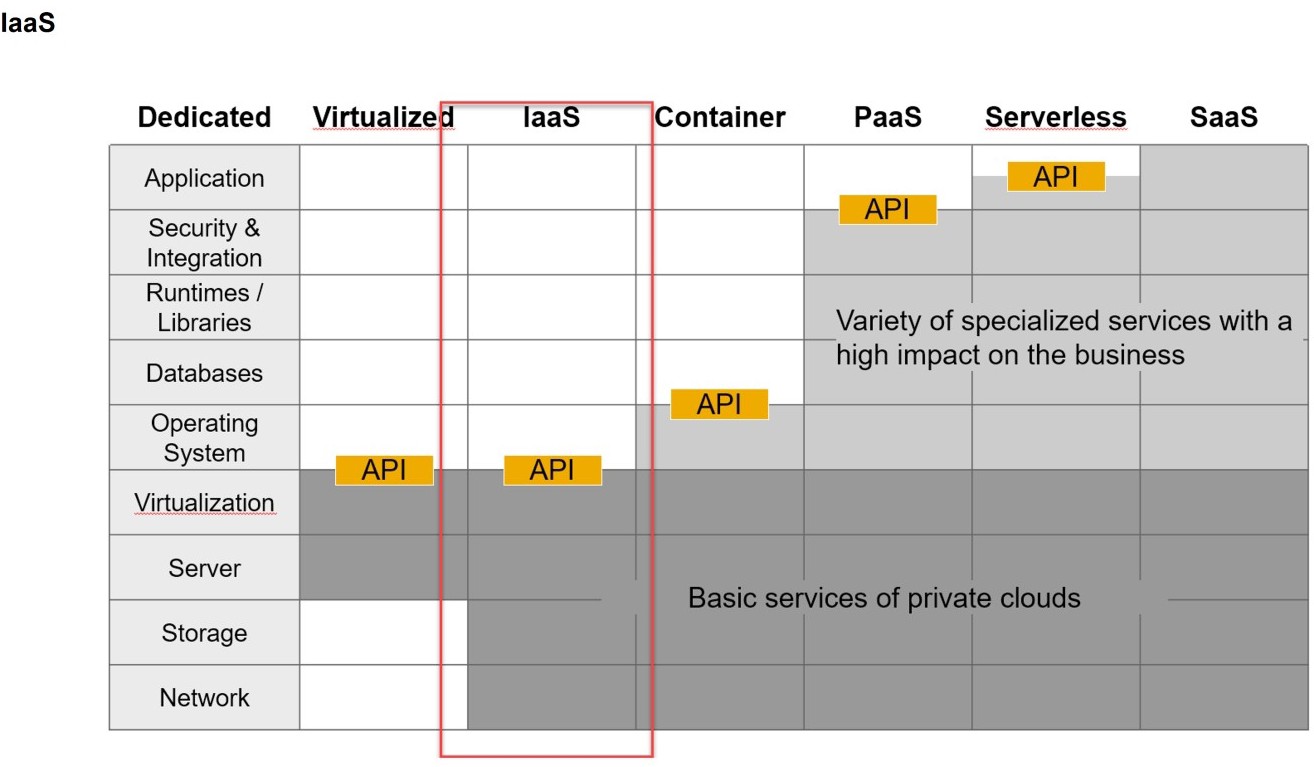 IaaS
Dedicated Virtualized IaaS Container PaaS Serverless SaaS
Application
API
API
Security &
Integration
Runtimes /
Libraries
Variety of specialized services with a
high impact on the business
Databases
API
Operating
System
API API
Virtualization
Server
Basic services of private clouds
Storage
Network